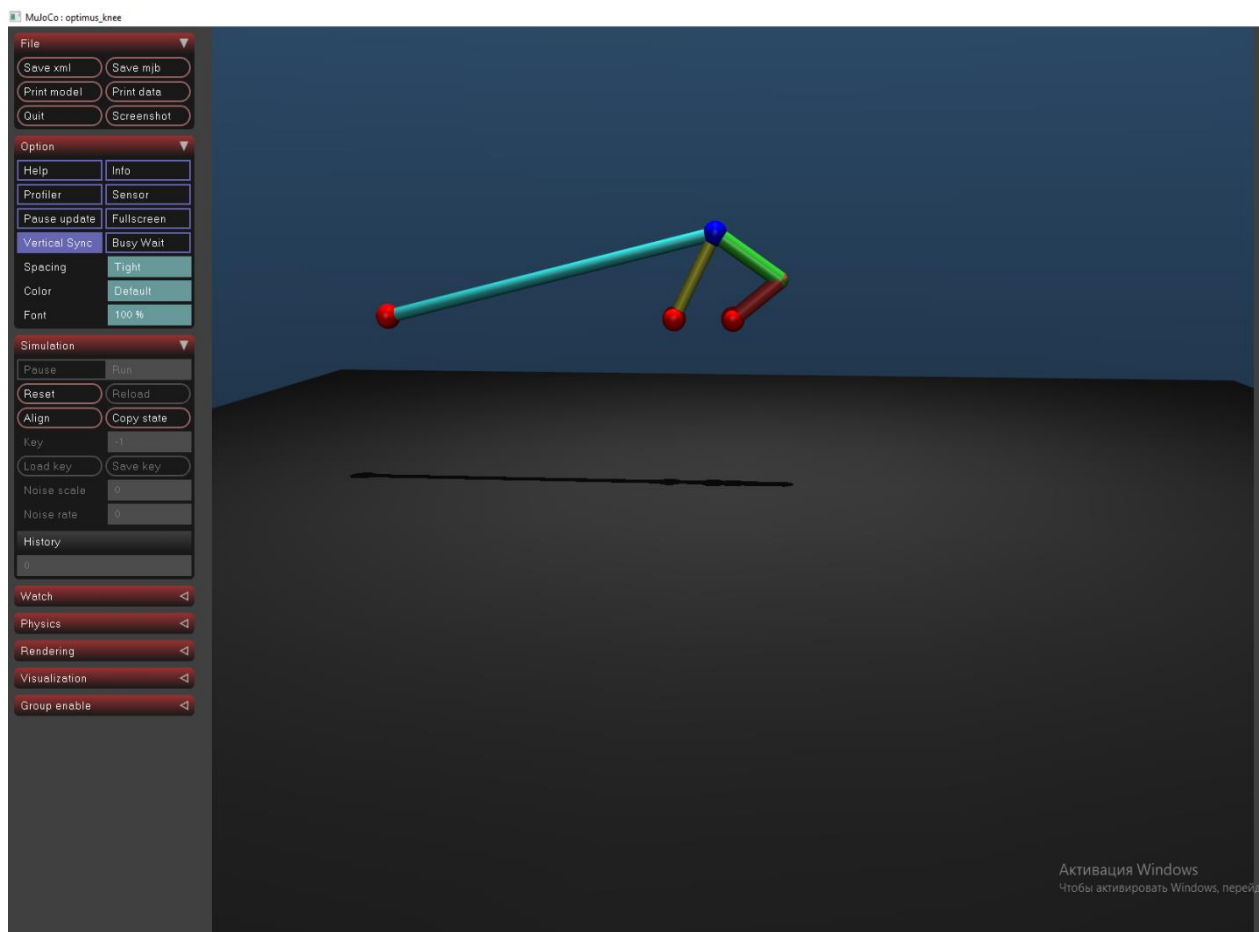 MuJoCo : optimus_knee
File
Save xml Save mjb
Print model Print data
Quit Screenshot
Option
Help Info
Profiler Sensor
Pause update Fullscreen
Vertical Sync Busy Wait
Spacing Tight
Color Default
Font 100 %
Simulation
Pause Run
Reset Reload
Align Copy state
Key -1
Load key Save key
Noise scale 0
Noise rate 0
History
0
Watch
Physics
Rendering
Visualization
Group enable
Активация Windows
Чтобы активировать Windows, перейд